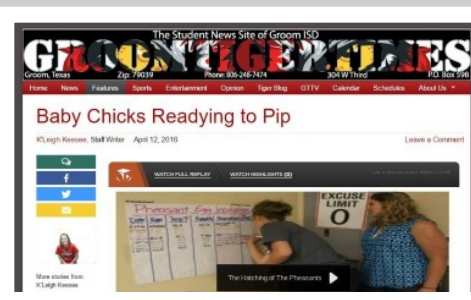 The Student News Site of Groom ISD
GROOM TIGER TIMES
Groom, Texas Zip: 79039 Phone: 806-248-7474 304 W Third P.O. Box 598
Home News Features Sports Entertainment Opinion Tiger Blog GTTV Calendar Schedules About Us
Baby Chicks Readying to Pip
K'Leigh Keesee, Staff Writer April 12, 2016 Leave a Comment
WATCH FULL REPLAY WATCH HIGHLIGHTS (0)
Pheasant Egg
EXCUSE
LIMIT
O
The Hatching of The Pheasants
More stories from
K'Leigh Keesee